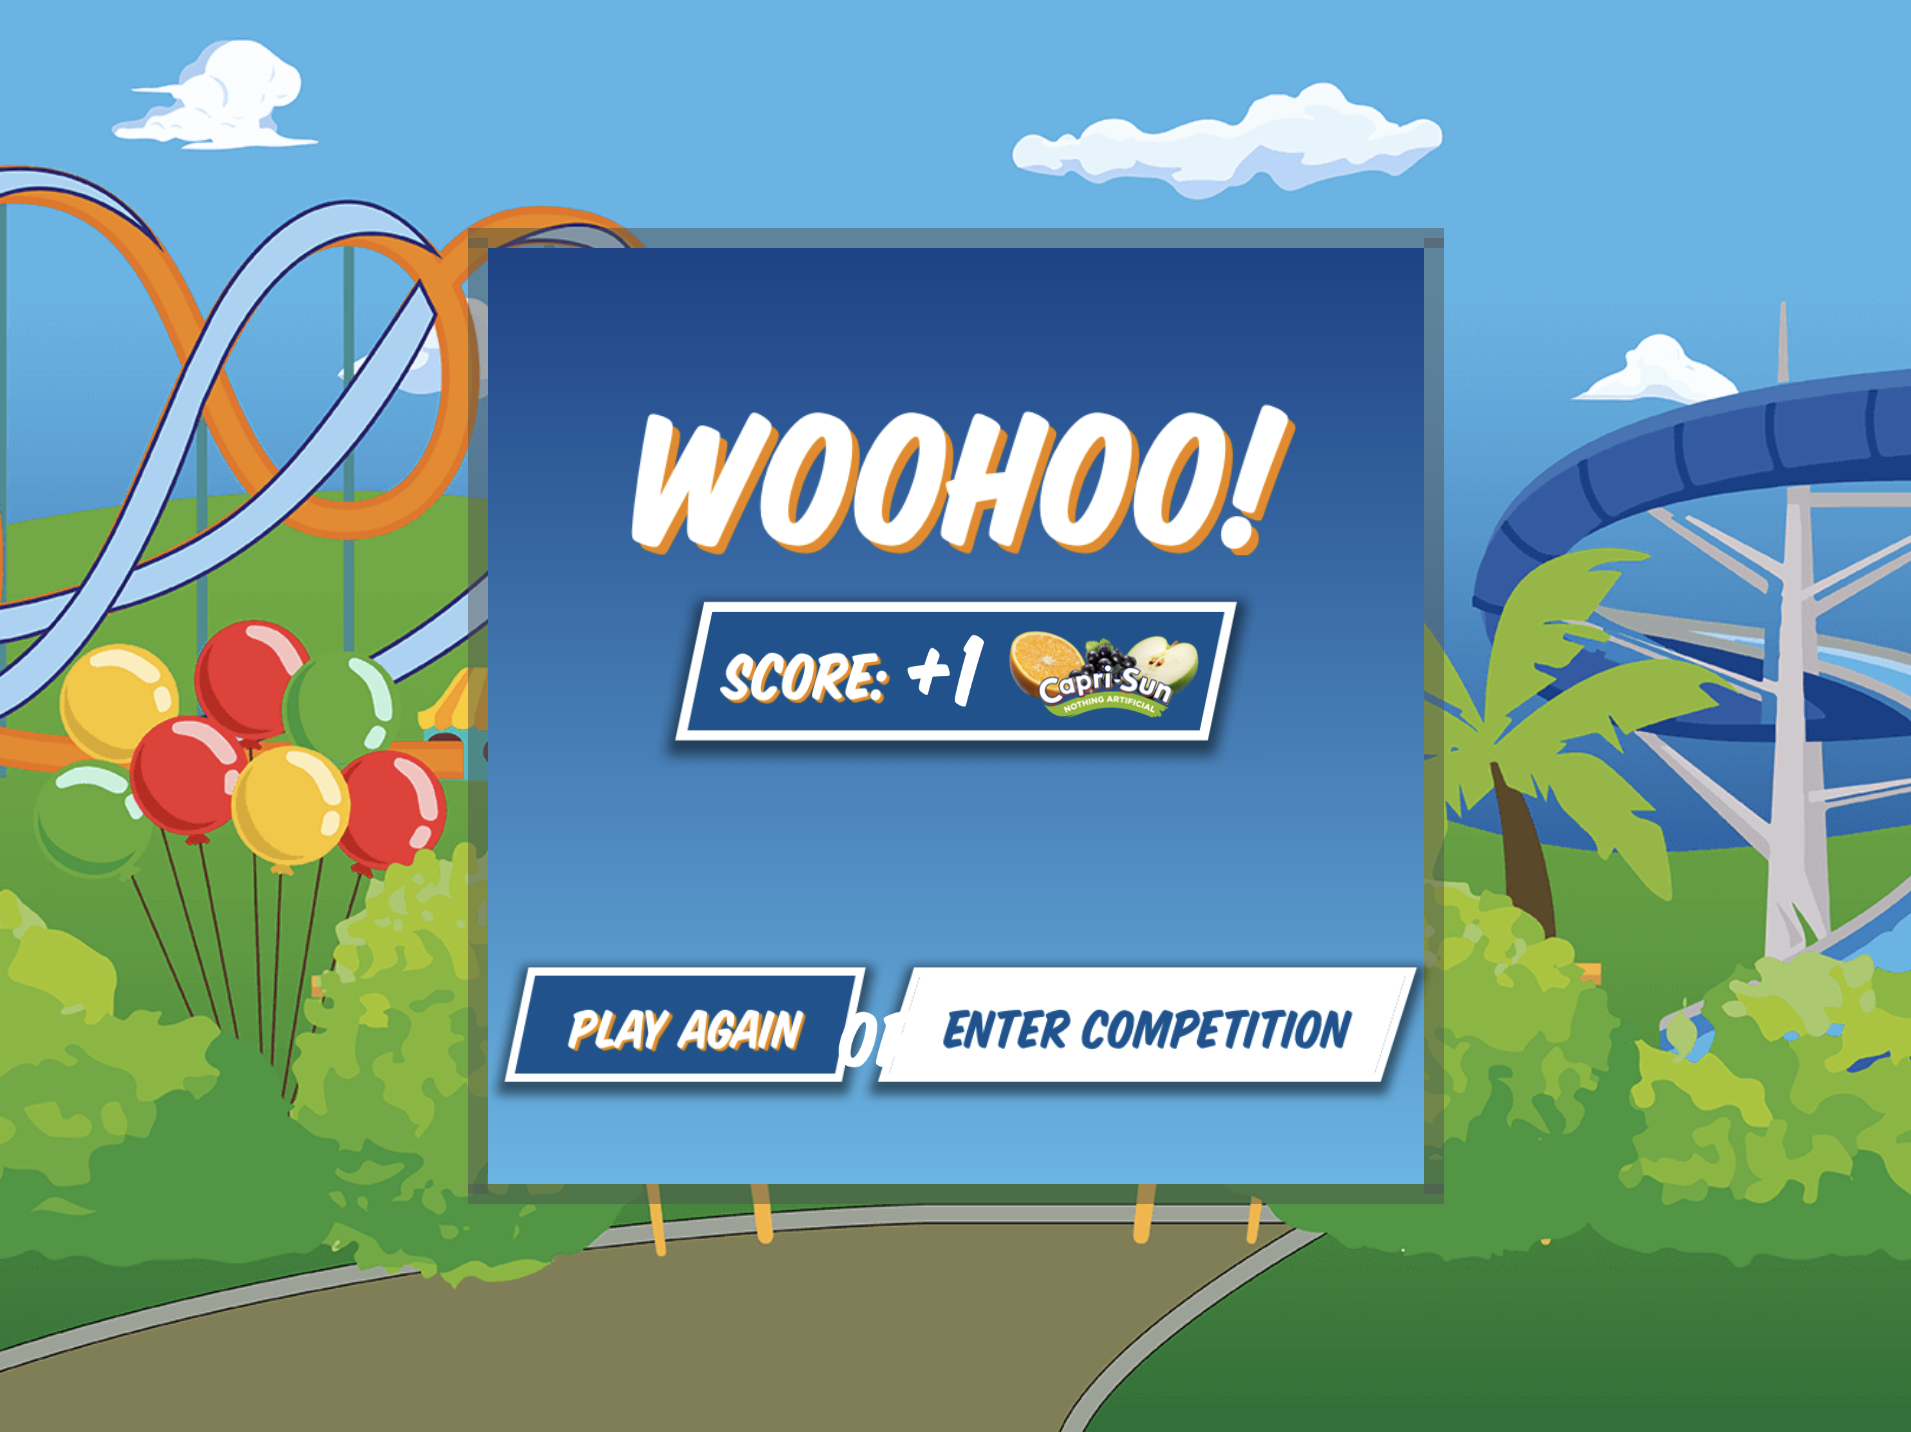 WOOHOO!
SCORE: +1
Capri-Sun
NOTHING ARTIFICIAL
PLAY AGAIN
ENTER COMPETITION